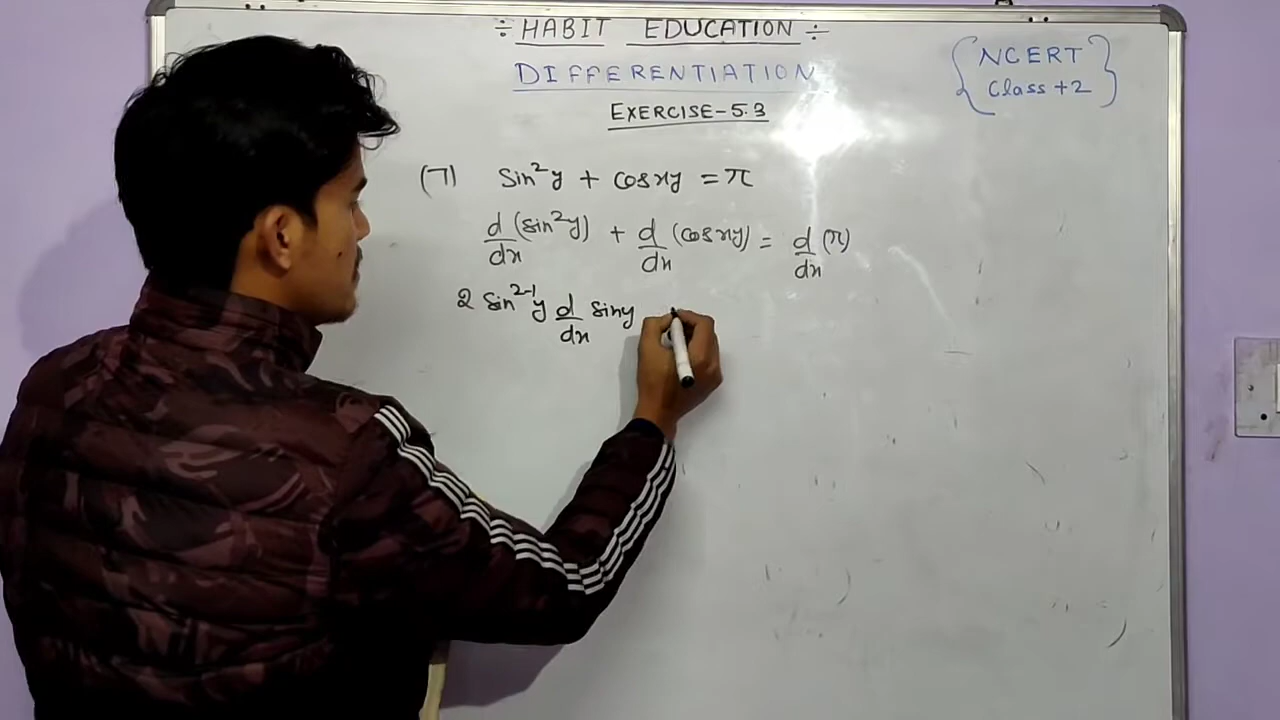 ÷ HABIT EDUCATION ÷
DIFFERENTIATION
EXERCISE-5.3
{NCERT
Class +2}
(7) Sin²y + cosxy = π
d/dx (sin²y) + d/dx (cosxy) = d/dx (π)
2 Sin²⁻¹y d/dx siny